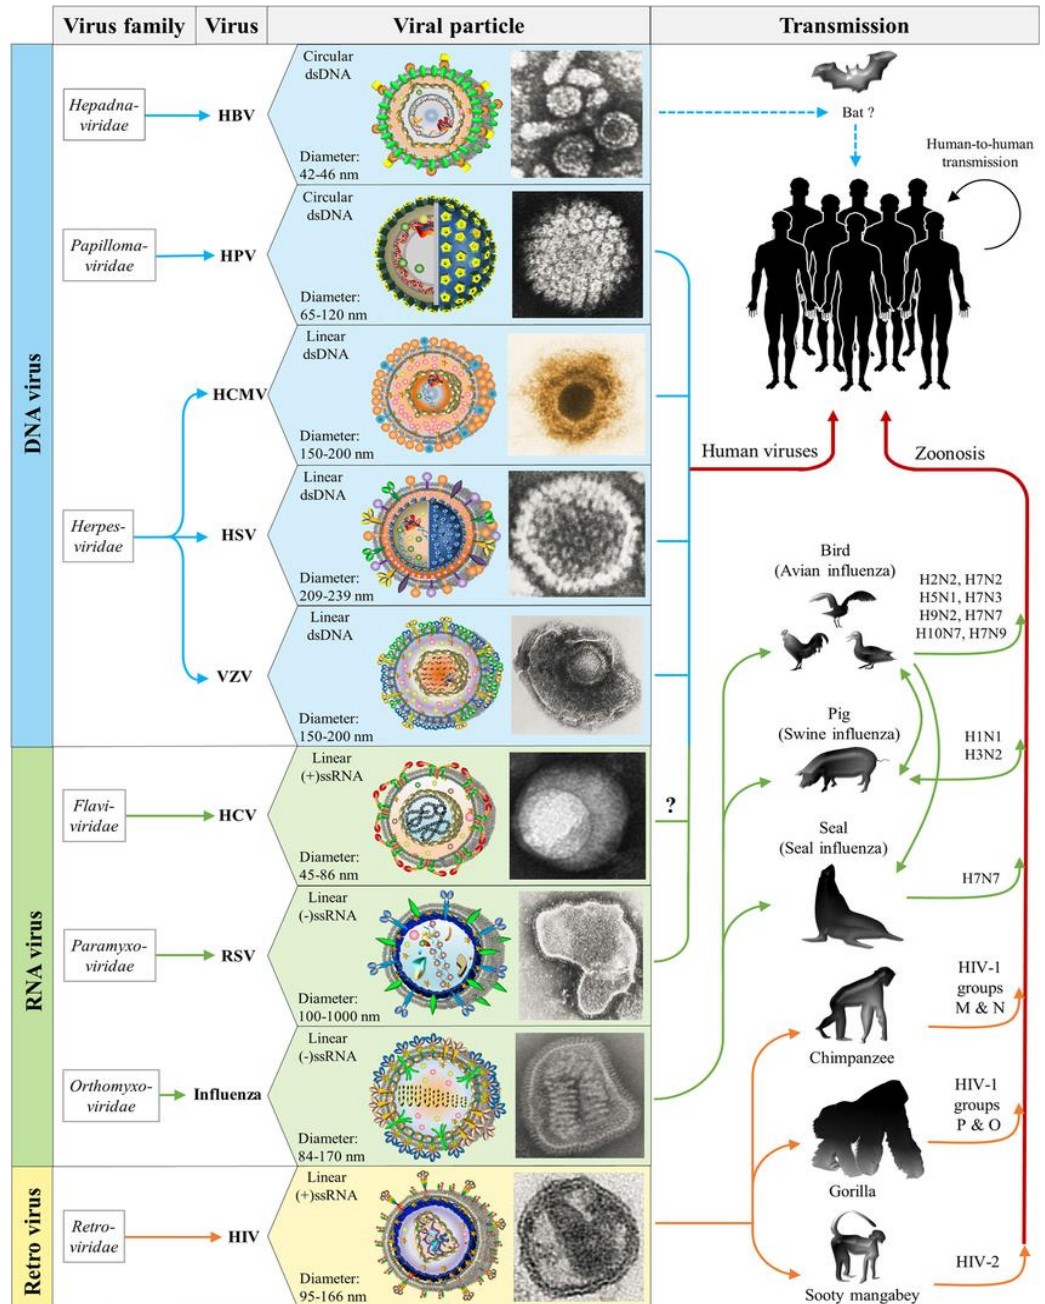 Virus family
Virus
Viral particle
Transmission
DNA virus
Hepadna-
viridae
HBV
Circular
dsDNA
Diameter:
42-46 nm
Bat ?
Human-to-human
transmission
Papilloma-
viridae
HPV
Circular
dsDNA
Diameter:
65-120 nm
Herpes-
viridae
HCMV
Linear
dsDNA
Diameter:
150-200 nm
HSV
Linear
dsDNA
Diameter:
209-239 nm
VZV
Linear
dsDNA
Diameter:
150-200 nm
Human viruses
Zoonosis
Bird
(Avian influenza)
H2N2, H7N2
H5N1, H7N3
H9N2, H7N7
H10N7, H7N9
Pig
(Swine influenza)
H1N1
H3N2
RNA virus
Flavi-
viridae
HCV
Linear
(+)ssRNA
Diameter:
45-86 nm
?
Seal
(Seal influenza)
H7N7
Paramyxo-
viridae
RSV
Linear
(-)ssRNA
Diameter:
100-1000 nm
Chimpanzee
HIV-1
groups
M & N
Orthomyxo-
viridae
Influenza
Linear
(-)ssRNA
Diameter:
84-170 nm
Gorilla
HIV-1
groups
P & O
Retro virus
Retro-
viridae
HIV
Linear
(+)ssRNA
Diameter:
95-166 nm
Sooty mangabey
HIV-2